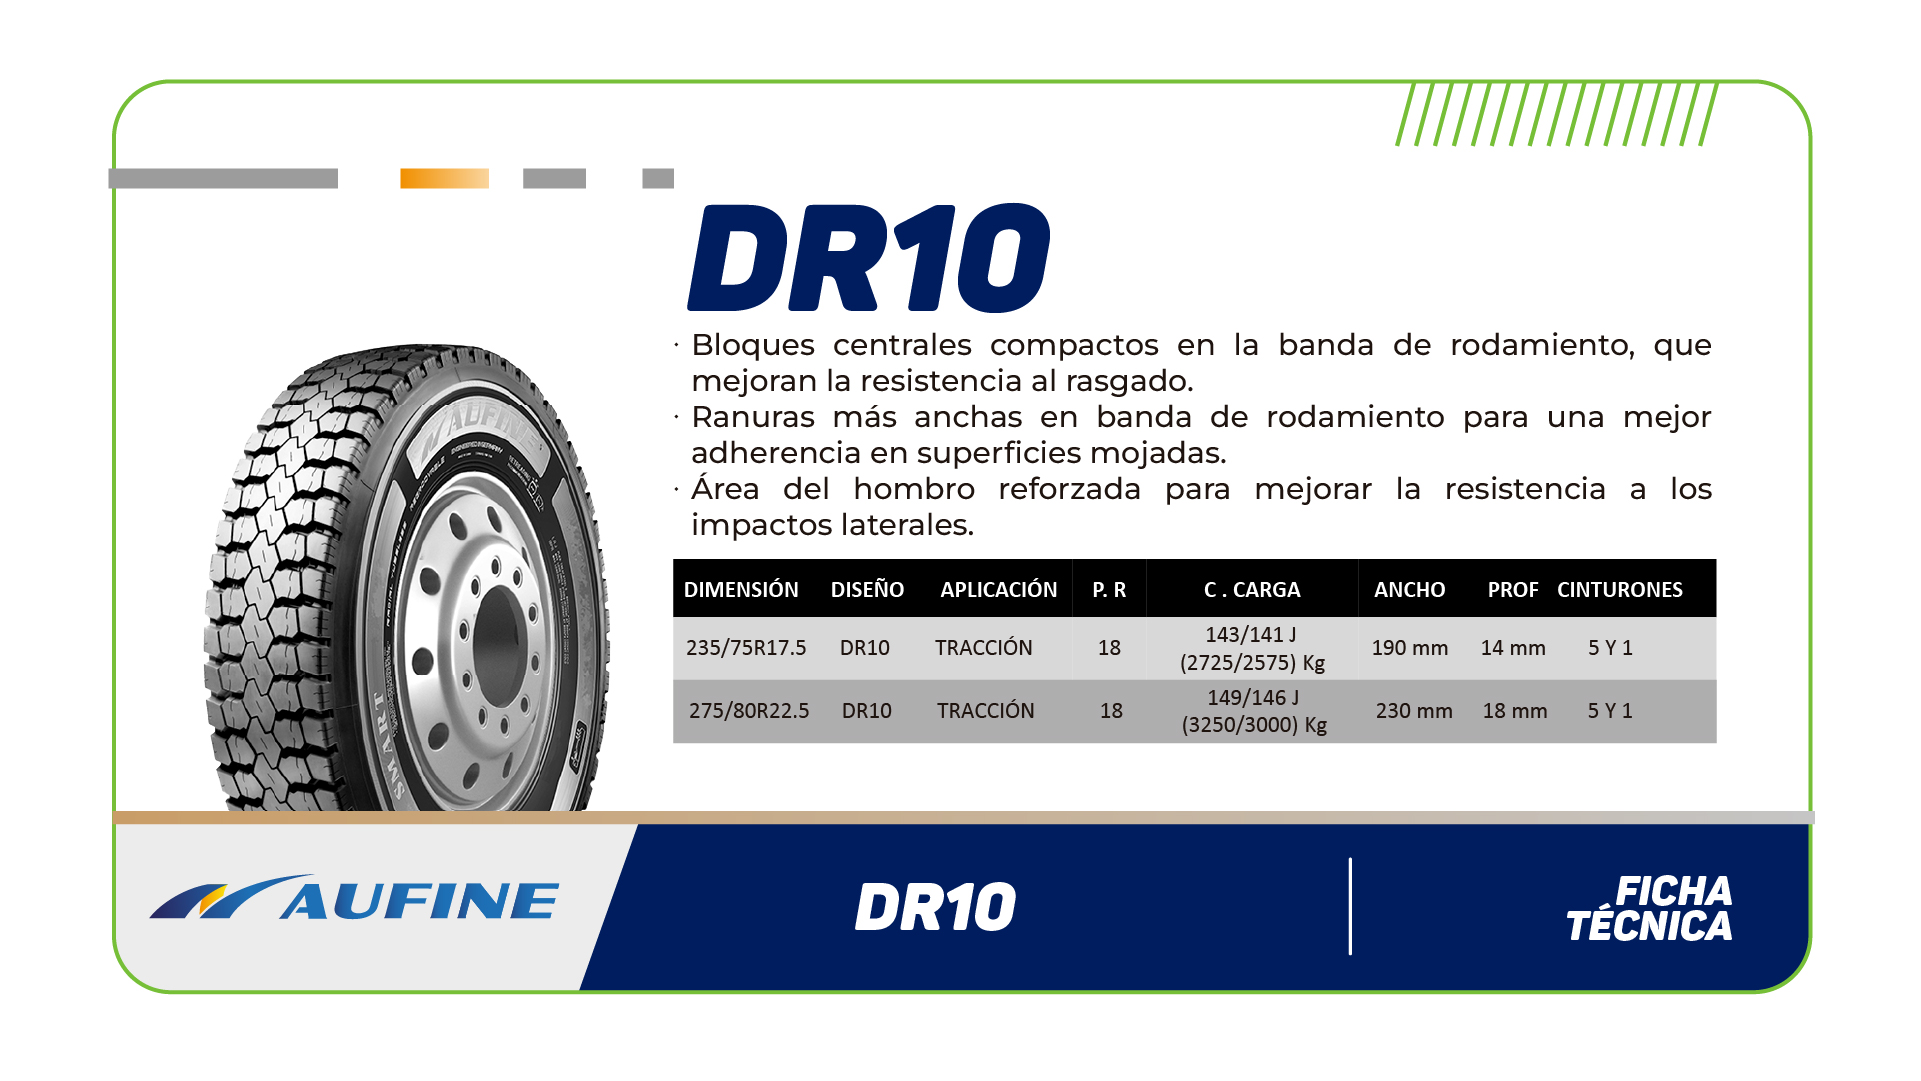 DR10
· Bloques centrales compactos en la banda de rodamiento, que
mejoran la resistencia al rasgado.
· Ranuras más anchas en banda de rodamiento para una mejor
adherencia en superficies mojadas.
· Área del hombro reforzada para mejorar la resistencia a los
impactos laterales.
DIMENSIÓN DISEÑO APLICACIÓN P. R C . CARGA ANCHO PROF CINTURONES
235/75R17.5 DR10 TRACCIÓN 18 143/141 J (2725/2575) Kg 190 mm 14 mm 5 Y 1
275/80R22.5 DR10 TRACCIÓN 18 149/146 J (3250/3000) Kg 230 mm 18 mm 5 Y 1
AUFINE
REGROOVABLE
SMART
AUFINE
DR10
FICHA
TÉCNICA